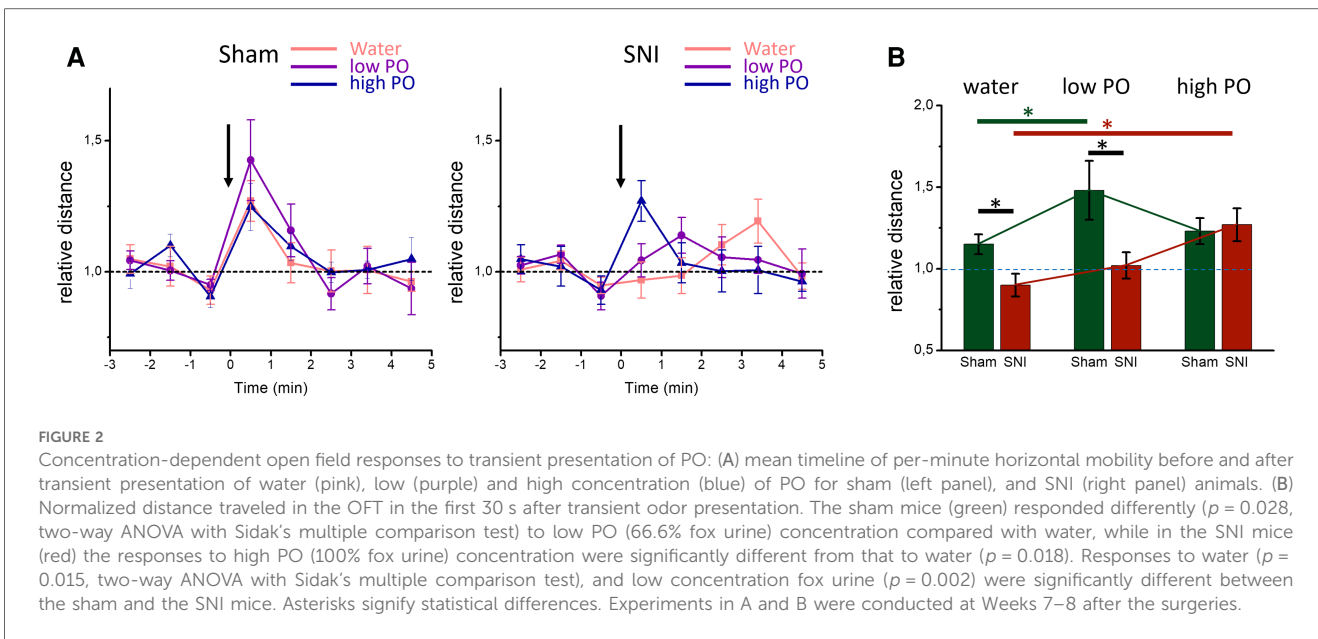 A
Sham
Water
low PO
high PO
SNI
Water
low PO
high PO
B
water low PO high PO
relative distance
1,5
1,0
-3 -2 -1 0 1 2 3 4 5
Time (min)
relative distance
1,5
1,0
-3 -2 -1 0 1 2 3 4 5
Time (min)
relative distance
2,0
1,5
1,0
0,5
* * * *
Sham SNI Sham SNI Sham SNI
FIGURE 2
Concentration-dependent open field responses to transient presentation of PO: (A) mean timeline of per-minute horizontal mobility before and after
transient presentation of water (pink), low (purple) and high concentration (blue) of PO for sham (left panel), and SNI (right panel) animals. (B)
Normalized distance traveled in the OFT in the first 30 s after transient odor presentation. The sham mice (green) responded differently (p = 0.028,
two-way ANOVA with Sidak's multiple comparison test) to low PO (66.6% fox urine) concentration compared with water, while in the SNI mice
(red) the responses to high PO (100% fox urine) concentration were significantly different from that to water (p = 0.018). Responses to water (p =
0.015, two-way ANOVA with Sidak's multiple comparison test), and low concentration fox urine (p = 0.002) were significantly different between
the sham and the SNI mice. Asterisks signify statistical differences. Experiments in A and B were conducted at Weeks 7–8 after the surgeries.